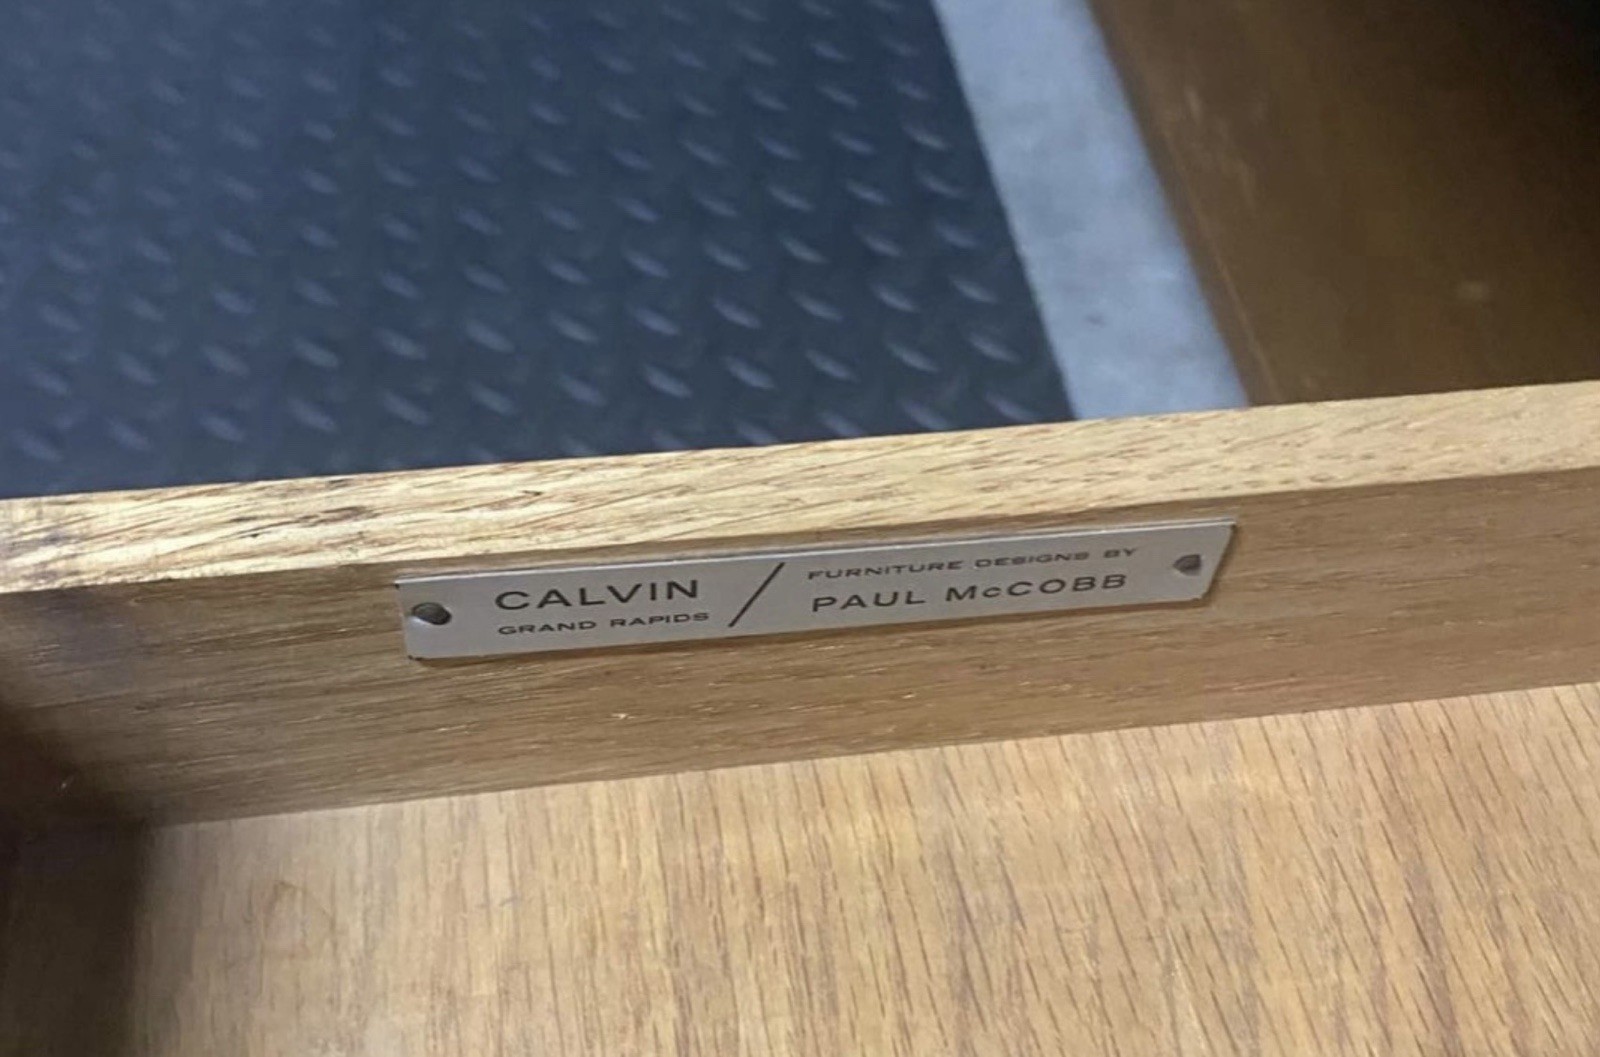 CALVIN / FURNITURE DESIGNS BY
GRAND RAPIDS PAUL McCOBB